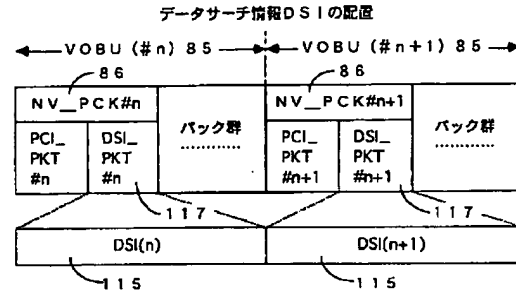 データサーチ情報DSIの配置
VOBU (#n) 85
VOBU (#n+1) 85
86
86
NV__PCK#n
パック群
…………
NV__PCK#n+1
パック群
…………
PCI_
PKT
#n
DSI_
PKT
#n
PCI_
PKT
#n+1
DSI_
PKT
#n+1
117
117
DSI(n)
DSI(n+1)
115
115